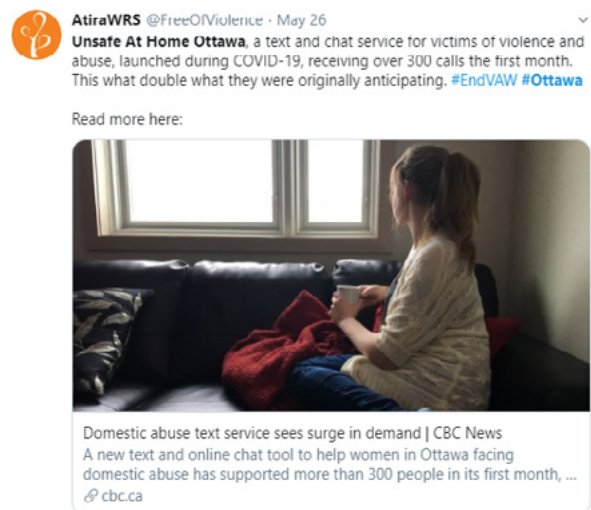 AtiraWRS @FreeOfViolence · May 26
Unsafe At Home Ottawa, a text and chat service for victims of violence and
abuse, launched during COVID-19, receiving over 300 calls the first month.
This what double what they were originally anticipating. #EndVAW #Ottawa
Read more here:
Domestic abuse text service sees surge in demand | CBC News
A new text and online chat tool to help women in Ottawa facing
domestic abuse has supported more than 300 people in its first month, ...
cbc.ca